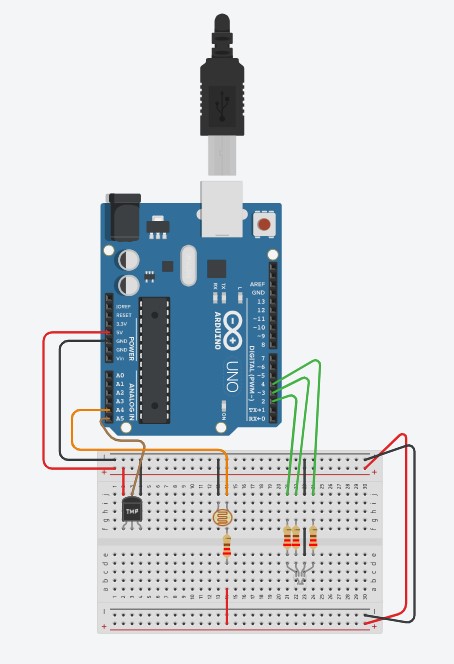 IOREF
RESET
3.3V
5V
GND
GND
Vin
POWER
A0
A1
A2
A3
A4
A5
ANALOG IN
RX
TX
L
ARDUINO
UNO
ON
AREF
GND
13
12
~11
~10
~9
8
7
~6
~5
4
~3
2
TX→1
RX←0
DIGITAL (PWM~)
TMP
j
i
h
g
f
e
d
c
b
a